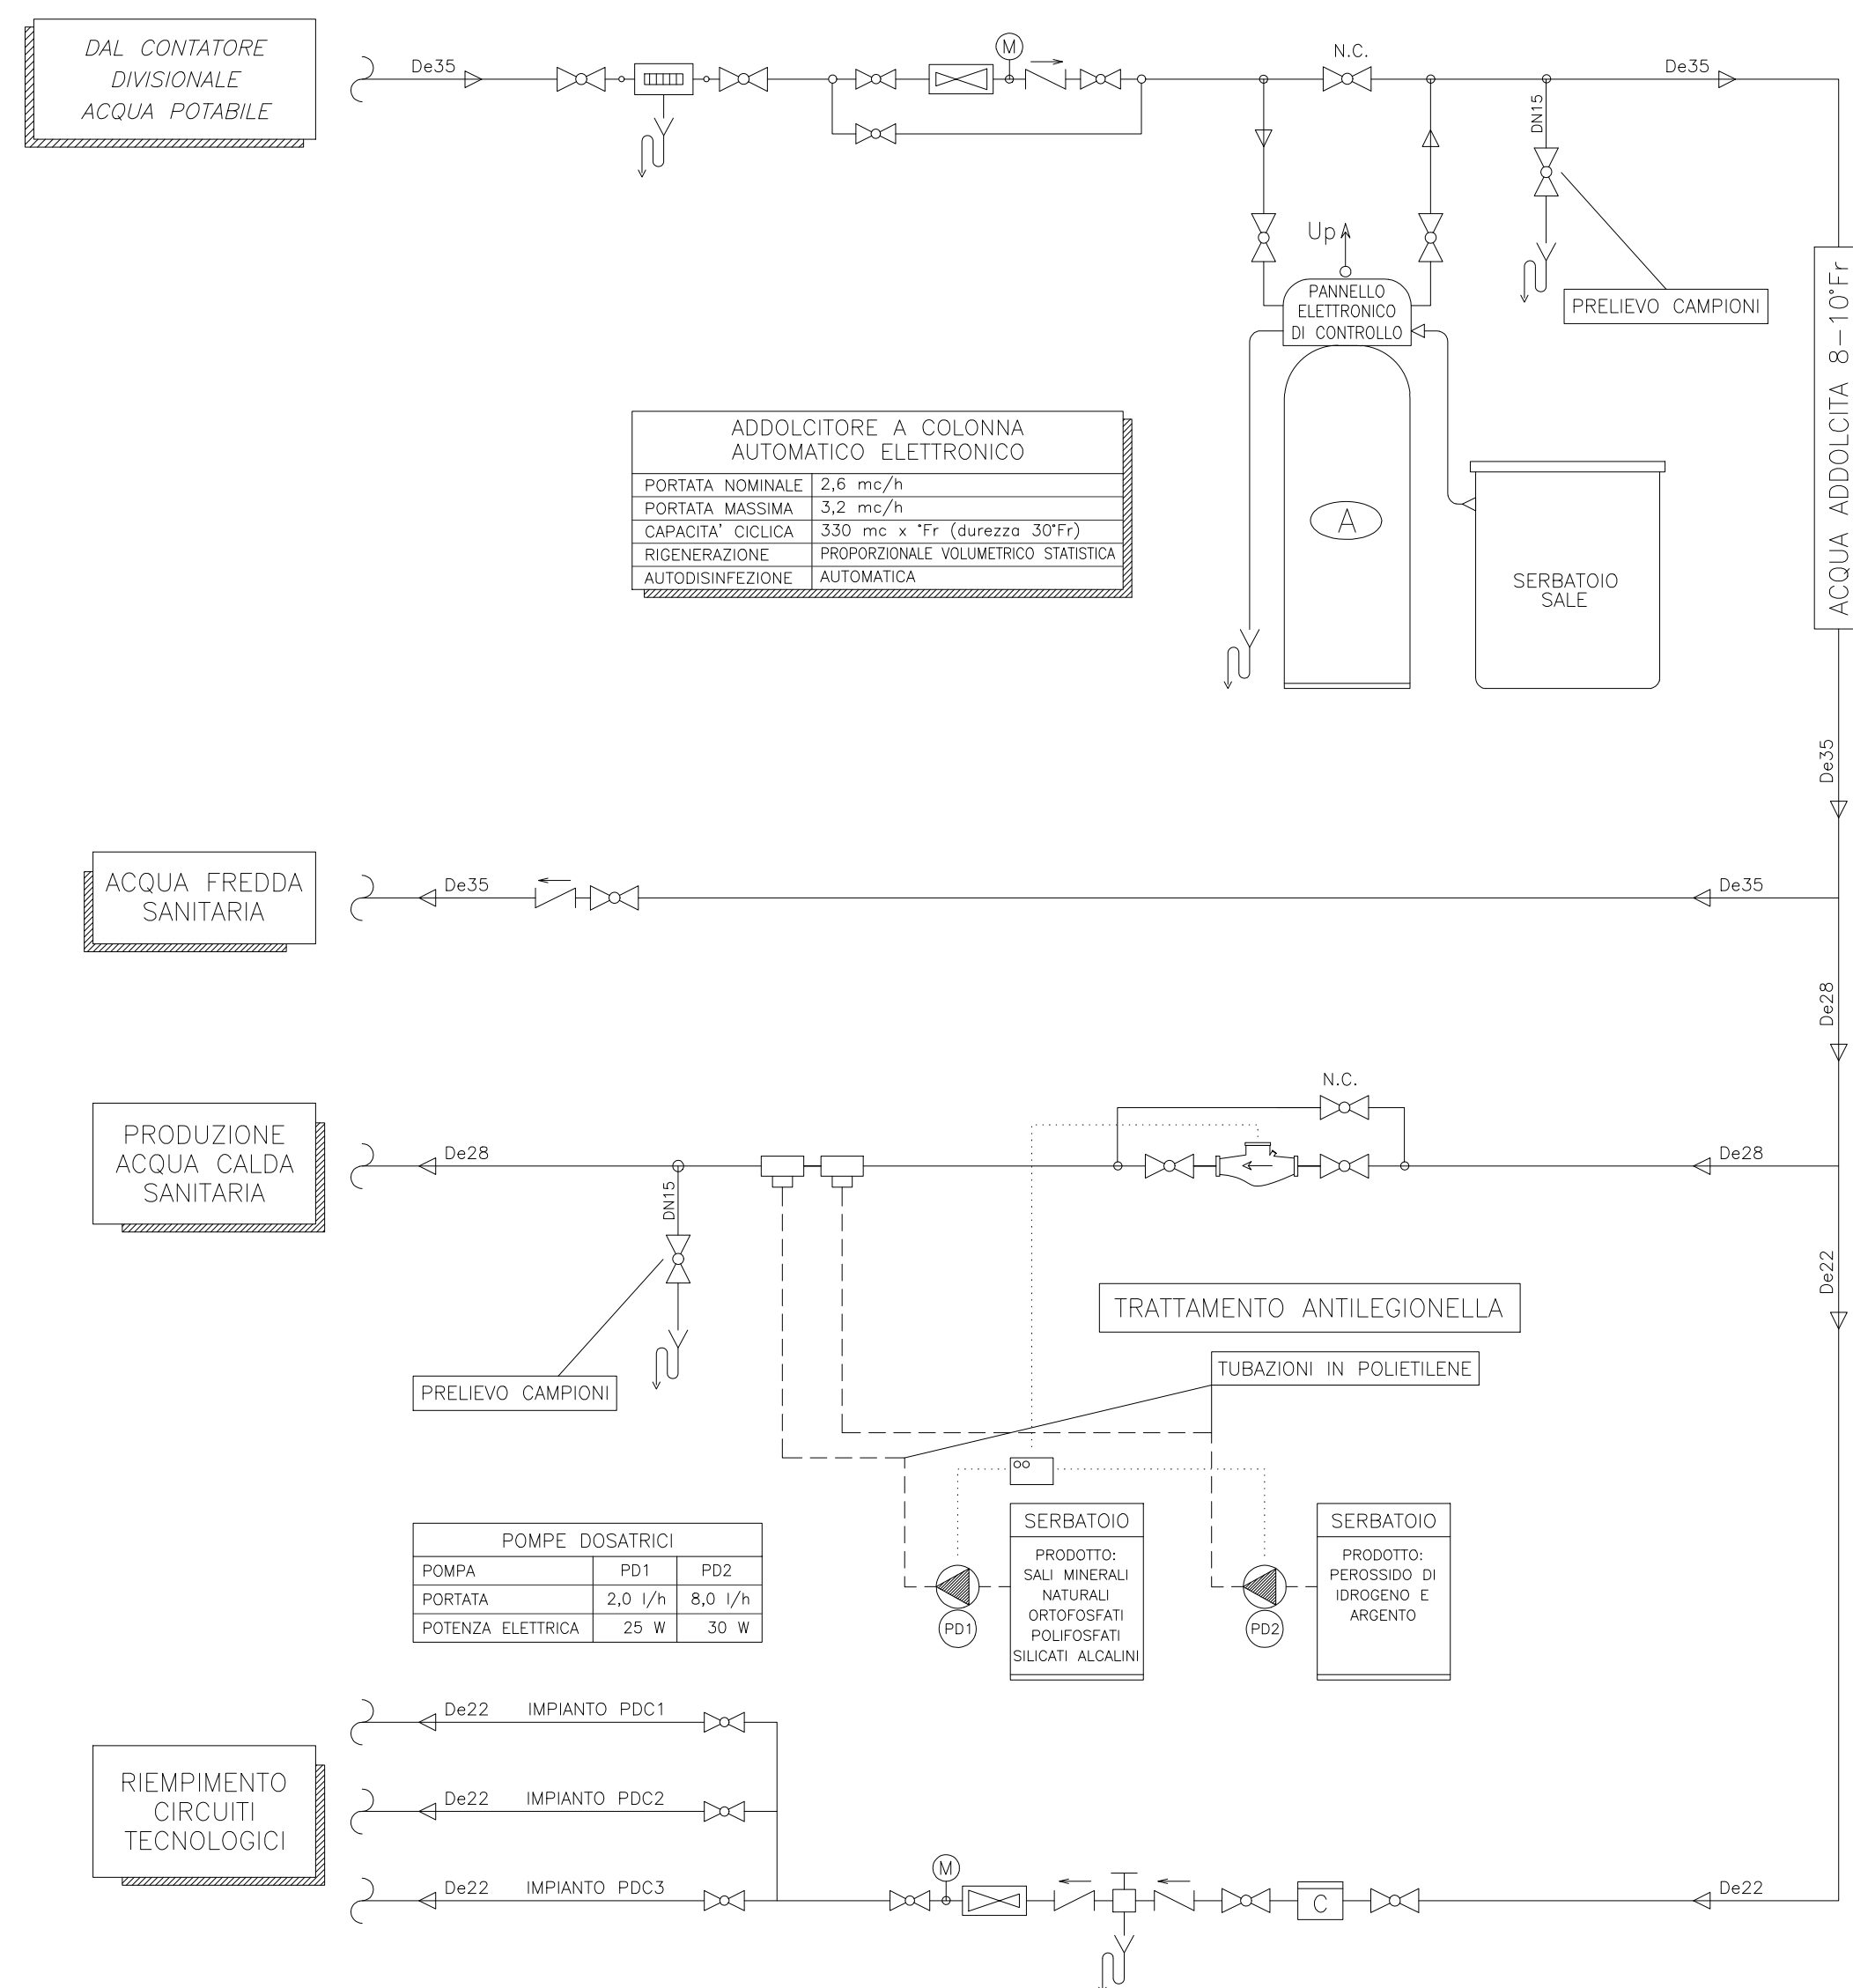 DAL CONTATORE
DIVISIONALE
ACQUA POTABILE
De35
M
N.C.
De35
DN15
Up
PANNELLO
ELETTRONICO
DI CONTROLLO
PRELIEVO CAMPIONI
ACQUA ADDOLCITA 8-10°Fr
ADDOLCITORE A COLONNA
AUTOMATICO ELETTRONICO
PORTATA NOMINALE 2,6 mc/h
PORTATA MASSIMA 3,2 mc/h
CAPACITA' CICLICA 330 mc x °Fr (durezza 30°Fr)
RIGENERAZIONE PROPORZIONALE VOLUMETRICO STATISTICA
AUTODISINFEZIONE AUTOMATICA
A
SERBATOIO
SALE
De35
ACQUA FREDDA
SANITARIA
De35
De35
De28
N.C.
PRODUZIONE
ACQUA CALDA
SANITARIA
De28
De28
DN15
De22
TRATTAMENTO ANTILEGIONELLA
TUBAZIONI IN POLIETILENE
PRELIEVO CAMPIONI
POMPE DOSATRICI
POMPA PD1 PD2
PORTATA 2,0 l/h 8,0 l/h
POTENZA ELETTRICA 25 W 30 W
SERBATOIO
PRODOTTO:
SALI MINERALI
NATURALI
ORTOFOSFATI
POLIFOSFATI
SILICATI ALCALINI
PD1
SERBATOIO
PRODOTTO:
PEROSSIDO DI
IDROGENO E
ARGENTO
PD2
De22 IMPIANTO PDC1
RIEMPIMENTO
CIRCUITI
TECNOLOGICI
De22 IMPIANTO PDC2
De22 IMPIANTO PDC3
M
C
De22